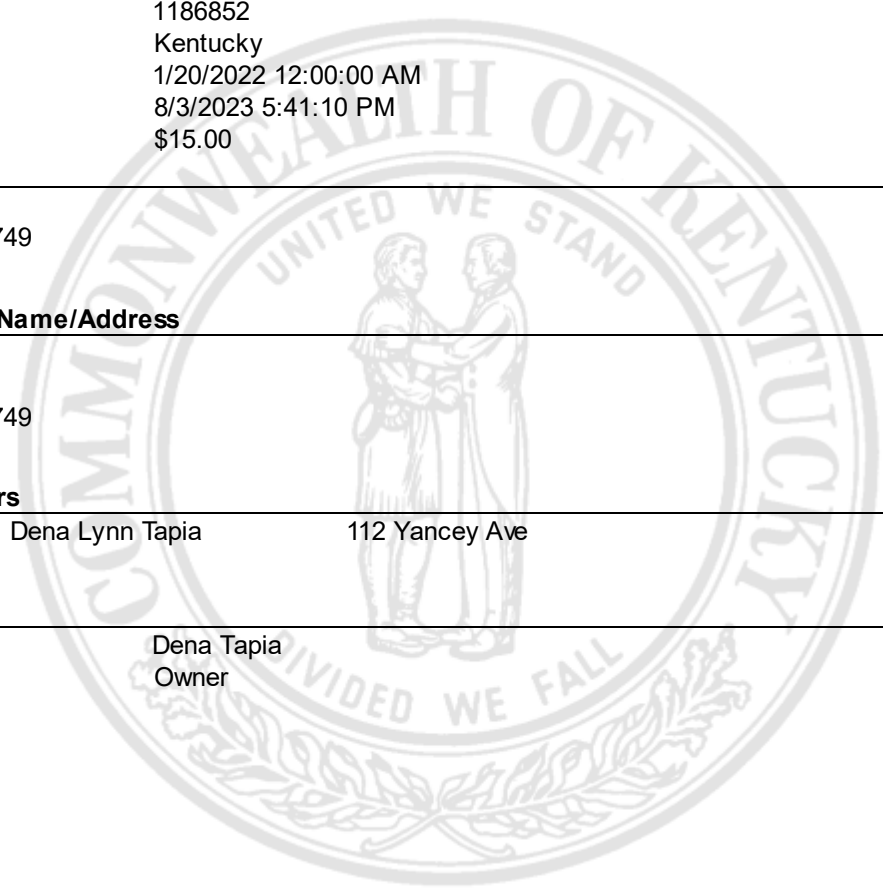 1186852
Kentucky
1/20/2022 12:00:00 AM
8/3/2023 5:41:10 PM
$15.00
749
Name/Address
749
rs
Dena Lynn Tapia 112 Yancey Ave
Dena Tapia
Owner
COMMONWEALTH OF KENTUCKY
UNITED WE STAND
DIVIDED WE FALL